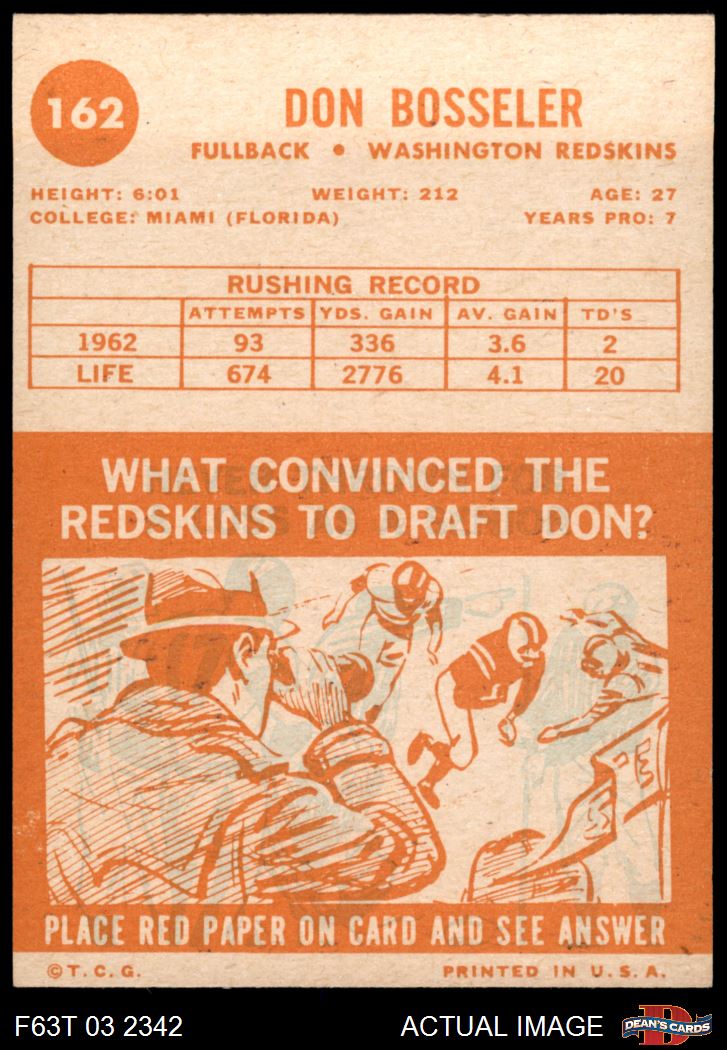 162
DON BOSSELER
FULLBACK • WASHINGTON REDSKINS
HEIGHT: 6:01 WEIGHT: 212 AGE: 27
COLLEGE: MIAMI (FLORIDA) YEARS PRO: 7
RUSHING RECORD
ATTEMPTS YDS. GAIN AV. GAIN TD'S
1962 93 336 3.6 2
LIFE 674 2776 4.1 20
WHAT CONVINCED THE
REDSKINS TO DRAFT DON?
PLACE RED PAPER ON CARD AND SEE ANSWER
©T.C.G. PRINTED IN U.S.A.
F63T 03 2342 ACTUAL IMAGE DEAN'S CARDS